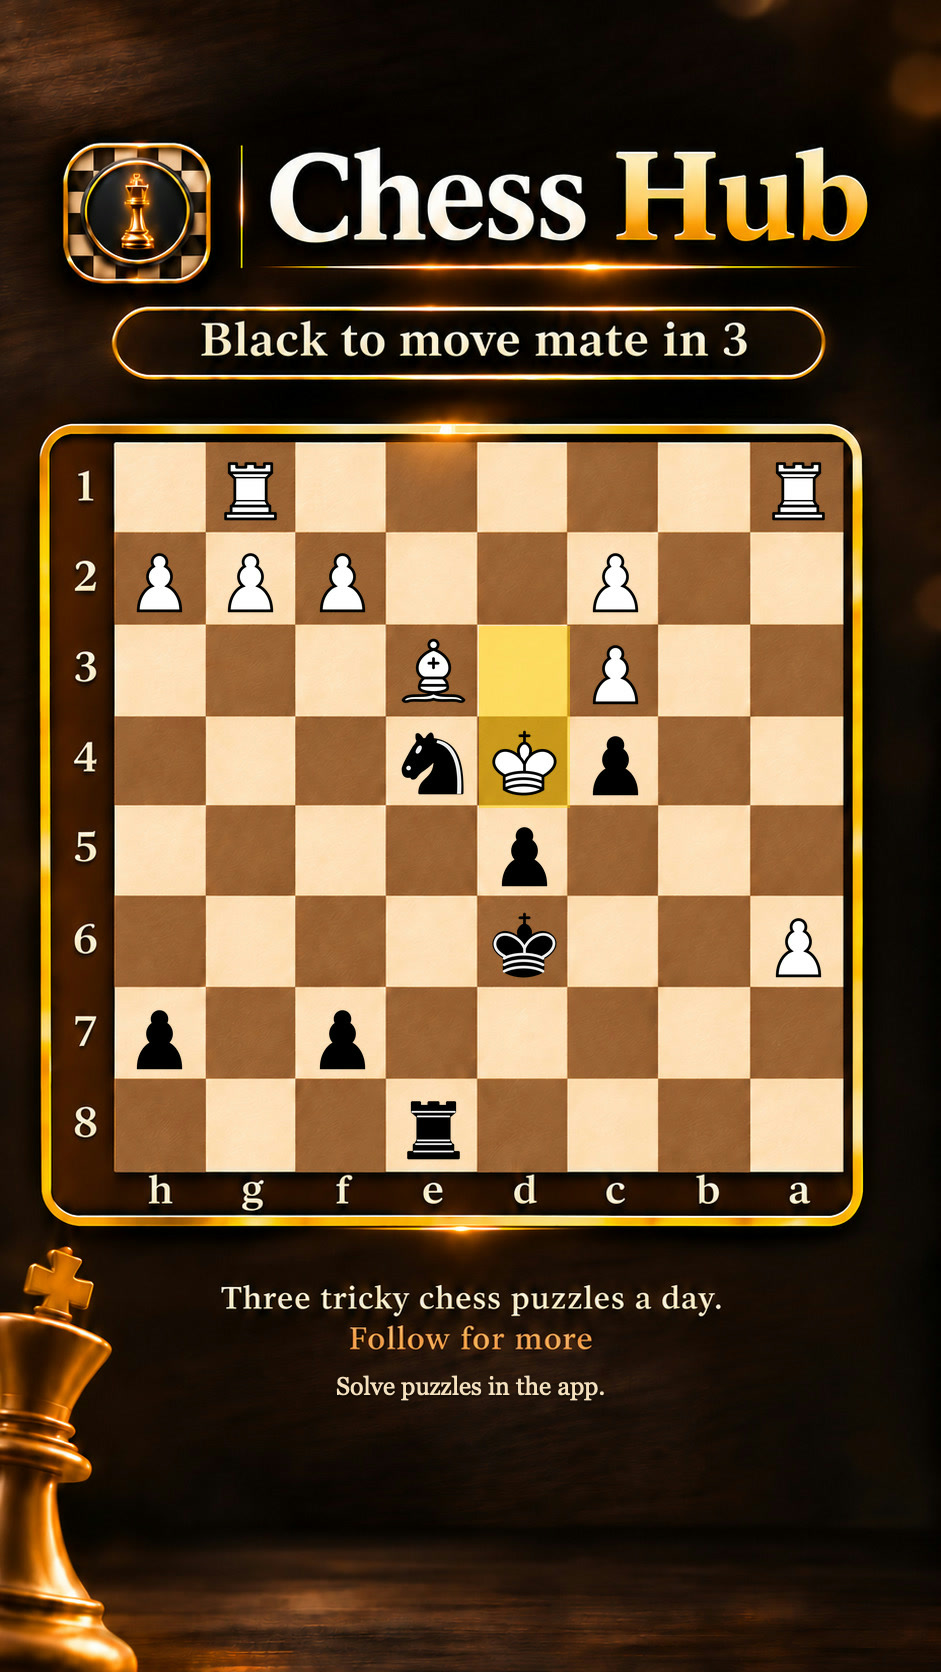 Chess Hub
Black to move mate in 3
1
2
3
4
5
6
7
8
h g f e d c b a
Three tricky chess puzzles a day.
Follow for more
Solve puzzles in the app.